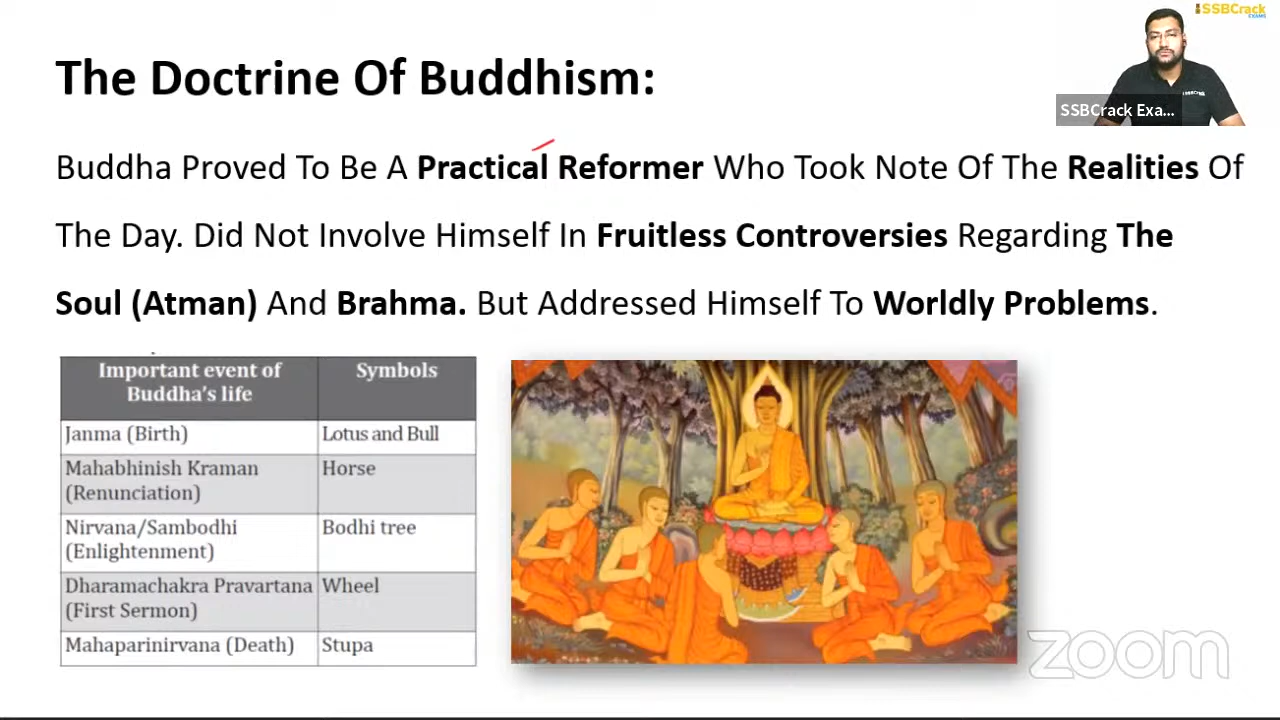 SSBCrack
EXAMS
SSBCrack Exa...
The Doctrine Of Buddhism:
Buddha Proved To Be A Practical Reformer Who Took Note Of The Realities Of
The Day. Did Not Involve Himself In Fruitless Controversies Regarding The
Soul (Atman) And Brahma. But Addressed Himself To Worldly Problems.
Important event of Symbols
Buddha's life
Janma (Birth) Lotus and Bull
Mahabhinish Kraman Horse
(Renunciation)
Nirvana/Sambodhi Bodhi tree
(Enlightenment)
Dharamachakra Pravartana Wheel
(First Sermon)
Mahaparinirvana (Death) Stupa
zoom